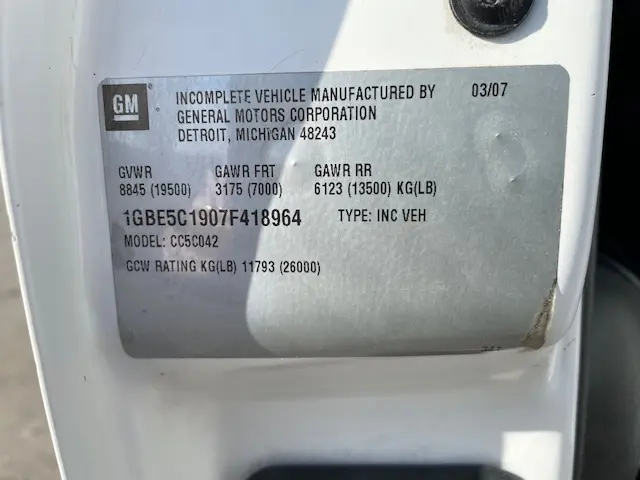 GM
INCOMPLETE VEHICLE MANUFACTURED BY 03/07
GENERAL MOTORS CORPORATION
DETROIT, MICHIGAN 48243
GVWR GAWR FRT GAWR RR
8845 (19500) 3175 (7000) 6123 (13500) KG(LB)
1GBE5C1907F418964 TYPE: INC VEH
MODEL: CC5C042
GCW RATING KG(LB) 11793 (26000)